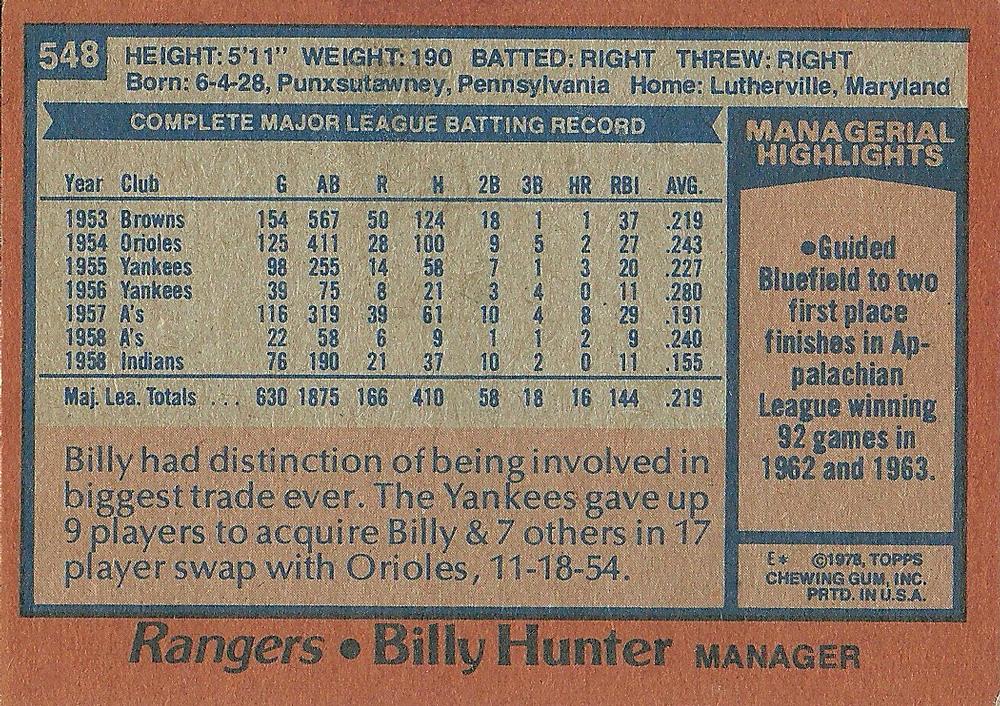 548 HEIGHT: 5'11" WEIGHT: 190 BATTED: RIGHT THREW: RIGHT
Born: 6-4-28, Punxsutawney, Pennsylvania Home: Lutherville, Maryland
COMPLETE MAJOR LEAGUE BATTING RECORD
Year Club G AB R H 2B 3B HR RBI AVG.
1953 Browns 154 567 50 124 18 1 1 37 .219
1954 Orioles 125 411 28 100 9 5 2 27 .243
1955 Yankees 98 255 14 58 7 1 3 20 .227
1956 Yankees 39 75 8 21 3 4 0 11 .280
1957 A's 116 319 39 61 10 4 8 29 .191
1958 A's 22 58 6 9 1 1 2 9 .240
1958 Indians 76 190 21 37 10 2 0 11 .155
Maj. Lea. Totals ... 630 1875 166 410 58 18 16 144 .219
Billy had distinction of being involved in
biggest trade ever. The Yankees gave up
9 players to acquire Billy & 7 others in 17
player swap with Orioles, 11-18-54.
MANAGERIAL
HIGHLIGHTS
•Guided
Bluefield to two
first place
finishes in Ap-
palachian
League winning
92 games in
1962 and 1963.
E* ©1978, TOPPS
CHEWING GUM, INC.
PRTD. IN U.S.A.
Rangers • Billy Hunter MANAGER